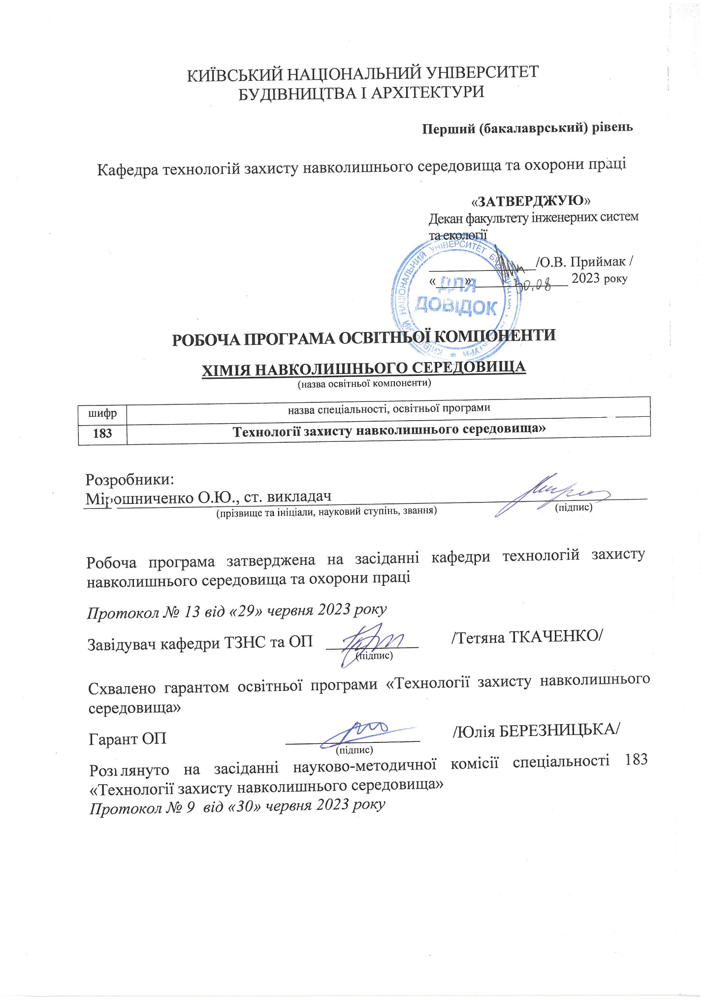 КИЇВСЬКИЙ НАЦІОНАЛЬНИЙ УНІВЕРСИТЕТ
БУДІВНИЦТВА І АРХІТЕКТУРИ
Перший (бакалаврський) рівень
Кафедра технологій захисту навколишнього середовища та охорони праці
«ЗАТВЕРДЖУЮ»
Декан факультету інженерних систем
та екології
/О.В. Приймак /
«____» 30.08 2023 року
КИЇВСЬКИЙ НАЦІОНАЛЬНИЙ УНІВЕРСИТЕТ
ДЛЯ
ДОВІДОК
РОБОЧА ПРОГРАМА ОСВІТНЬОЇ КОМПОНЕНТИ
ХІМІЯ НАВКОЛИШНЬОГО СЕРЕДОВИЩА
(назва освітньої компоненти)
шифр назва спеціальності, освітньої програми
183 Технології захисту навколишнього середовища»
Розробники:
Мірошниченко О.Ю., ст. викладач
(прізвище та ініціали, науковий ступінь, звання) (підпис)
Робоча програма затверджена на засіданні кафедри технологій захисту
навколишнього середовища та охорони праці
Протокол № 13 від «29» червня 2023 року
Завідувач кафедри ТЗНС та ОП /Тетяна ТКАЧЕНКО/
(підпис)
Схвалено гарантом освітньої програми «Технології захисту навколишнього
середовища»
Гарант ОП /Юлія БЕРЕЗНИЦЬКА/
(підпис)
Розглянуто на засіданні науково-методичної комісії спеціальності 183
«Технології захисту навколишнього середовища»
Протокол № 9 від «30» червня 2023 року